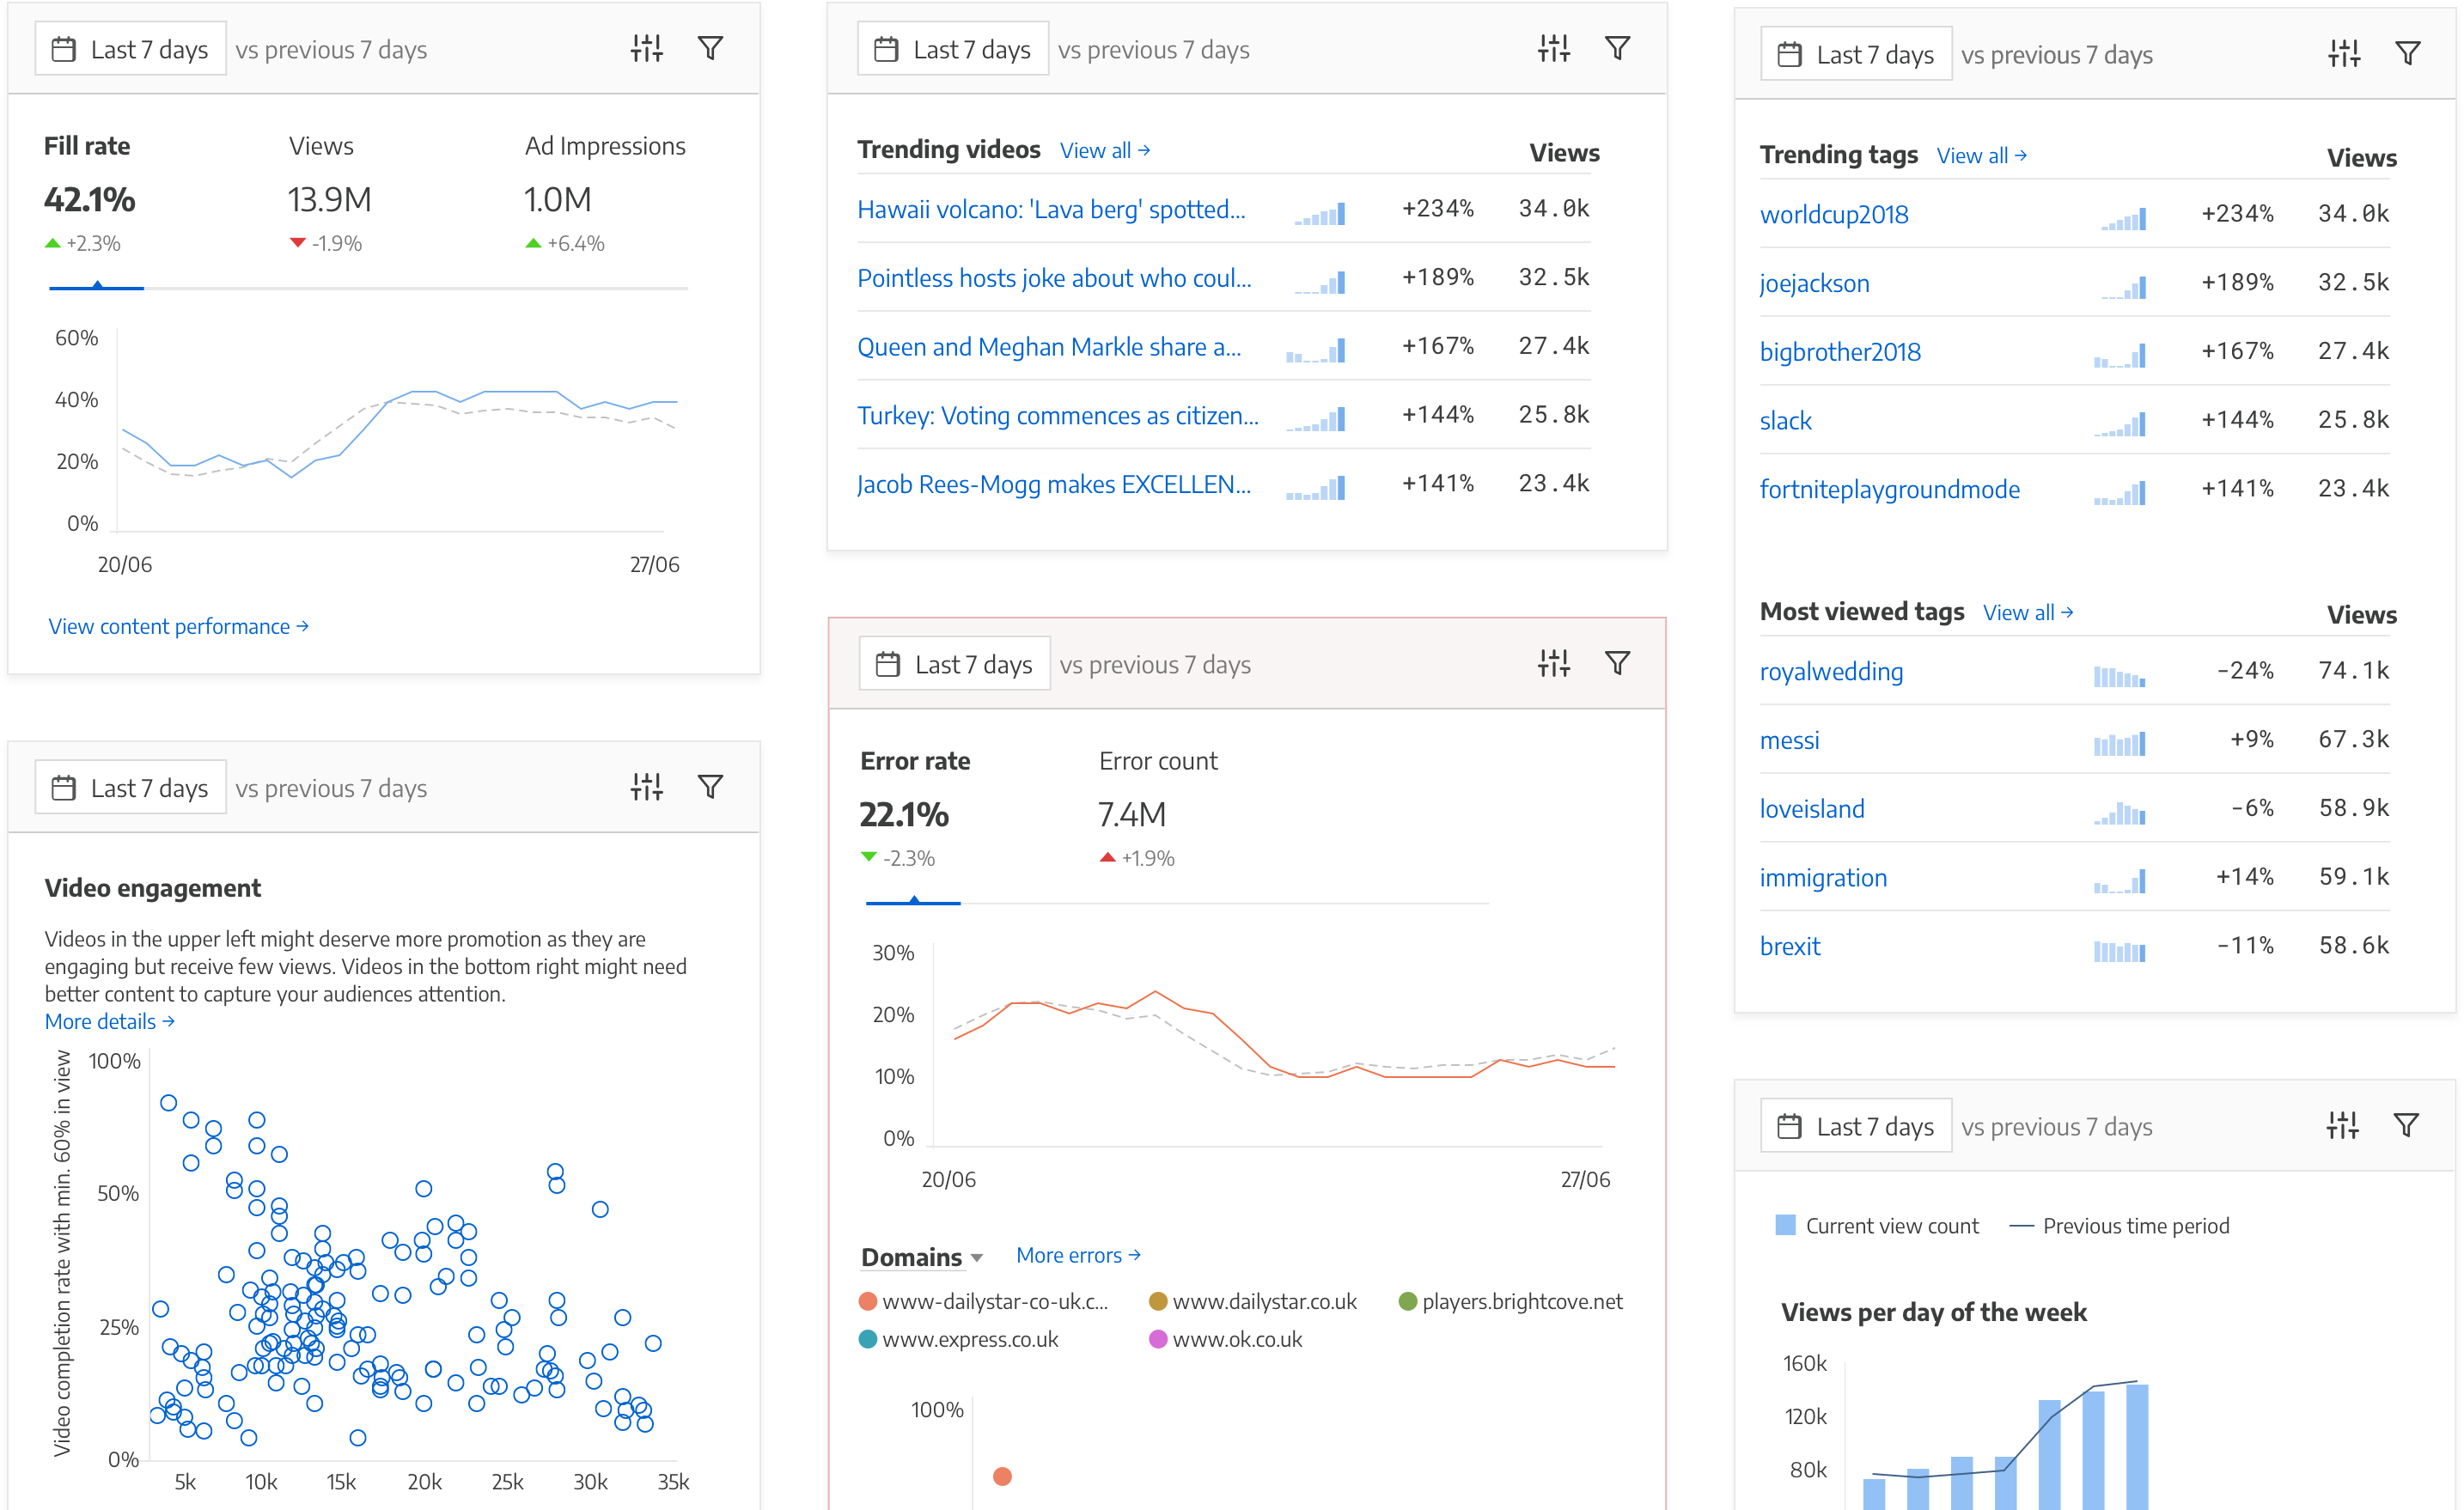 Last 7 days vs previous 7 days
Fill rate Views Ad Impressions
42.1% 13.9M 1.0M
+2.3% -1.9% +6.4%
60%
40%
20%
0%
20/06 27/06
View content performance →
Last 7 days vs previous 7 days
Video engagement
Videos in the upper left might deserve more promotion as they are
engaging but receive few views. Videos in the bottom right might need
better content to capture your audiences attention.
More details →
Video completion rate with min. 60% in view
100%
50%
25%
0%
5k 10k 15k 20k 25k 30k 35k
Last 7 days vs previous 7 days
Trending videos View all → Views
Hawaii volcano: 'Lava berg' spotted... +234% 34.0k
Pointless hosts joke about who coul... +189% 32.5k
Queen and Meghan Markle share a... +167% 27.4k
Turkey: Voting commences as citizen... +144% 25.8k
Jacob Rees-Mogg makes EXCELLEN... +141% 23.4k
Last 7 days vs previous 7 days
Error rate Error count
22.1% 7.4M
-2.3% +1.9%
30%
20%
10%
0%
20/06 27/06
Domains More errors →
www-dailystar-co-uk.c... www.dailystar.co.uk players.brightcove.net
www.express.co.uk www.ok.co.uk
100%
Last 7 days vs previous 7 days
Trending tags View all → Views
worldcup2018 +234% 34.0k
joejackson +189% 32.5k
bigbrother2018 +167% 27.4k
slack +144% 25.8k
fortniteplaygroundmode +141% 23.4k
Most viewed tags View all → Views
royalwedding -24% 74.1k
messi +9% 67.3k
loveisland -6% 58.9k
immigration +14% 59.1k
brexit -11% 58.6k
Last 7 days vs previous 7 days
Current view count Previous time period
Views per day of the week
160k
120k
80k